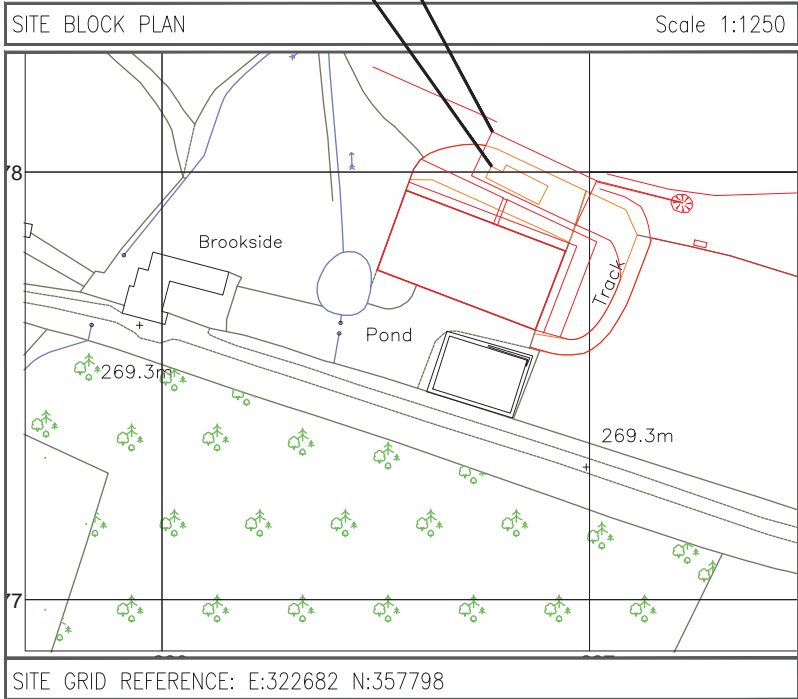 SITE BLOCK PLAN
Scale 1:1250
78
Brookside
Track
Pond
269.3m
269.3m
77
SITE GRID REFERENCE: E:322682 N:357798